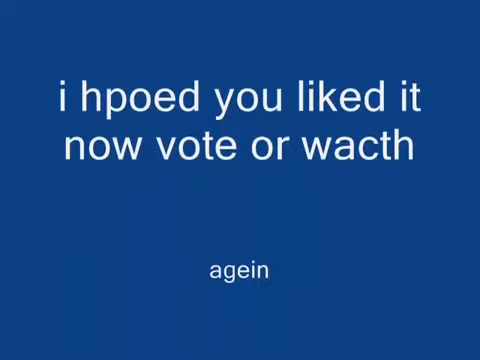 i hpoed you liked it
now vote or wacth
agein